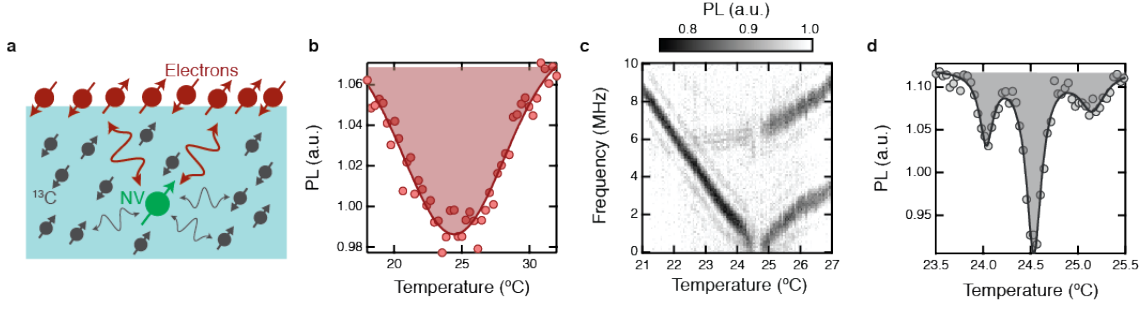 a
Electrons
¹³C
NV
b
1.06
1.04
1.02
1.00
0.98
PL (a.u.)
20
25
30
Temperature (ºC)
c
PL (a.u.)
0.8
0.9
1.0
10
8
6
4
2
0
Frequency (MHz)
21
22
23
24
25
26
27
Temperature (ºC)
d
1.10
1.05
1.00
0.95
PL (a.u.)
23.5
24.0
24.5
25.0
25.5
Temperature (ºC)